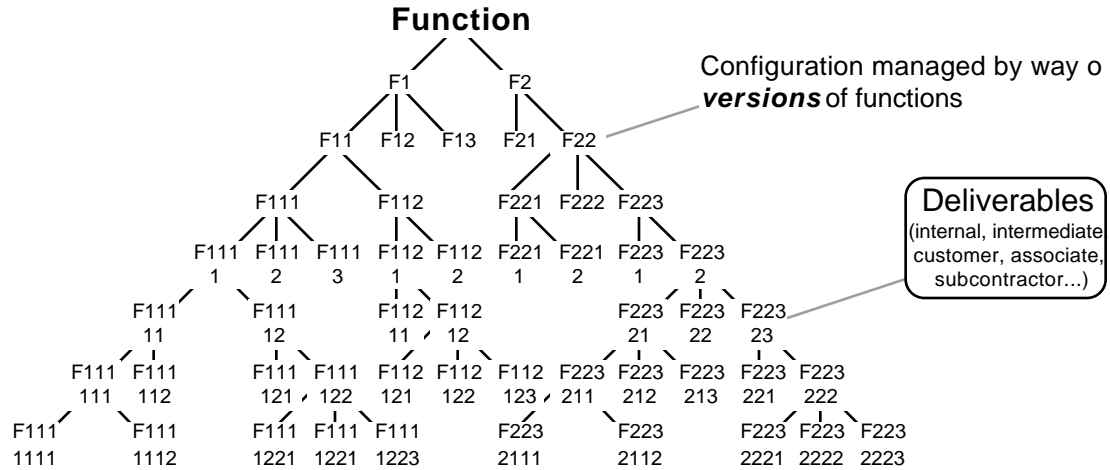 Function
F1 F2
Configuration managed by way o
versions of functions
F11 F12 F13 F21 F22
F111 F112 F221 F222 F223
Deliverables
(internal, intermediate
customer, associate,
subcontractor...)
F111 F111 F111 F112 F112 F221 F221 F223 F223
1 2 3 1 2 1 2 1 2
F111 F111 F112 F112 F223 F223 F223
11 12 11 12 21 22 23
F111 F111 F111 F111 F112 F112 F112 F223 F223 F223 F223 F223
111 112 121 122 121 122 123 211 212 213 221 222
F111 F111 F111 F111 F111 F223 F223 F223 F223 F223
1111 1112 1221 1221 1223 2111 2112 2221 2222 2223